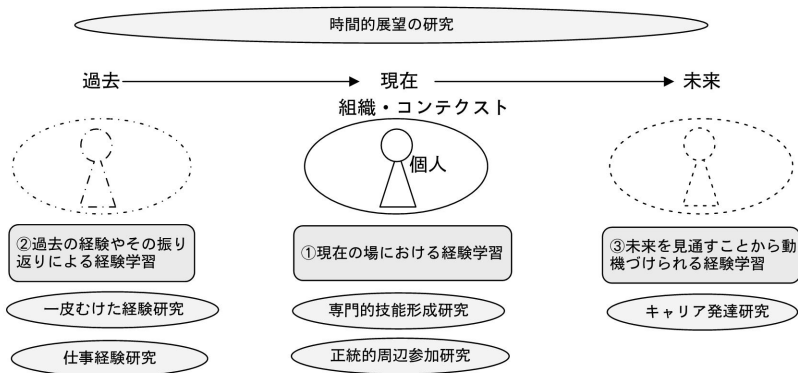 時間的展望の研究
過去
現在
未来
組織・コンテクスト
個人
②過去の経験やその振り
返りによる経験学習
①現在の場における経験学習
③未来を見通すことから動
機づけられる経験学習
一皮むけた経験研究
専門的技能形成研究
キャリア発達研究
仕事経験研究
正統的周辺参加研究